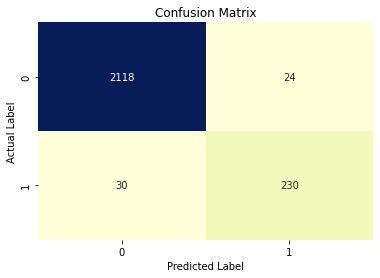 Confusion Matrix
Actual Label
0
2118
24
1
30
230
0
1
Predicted Label